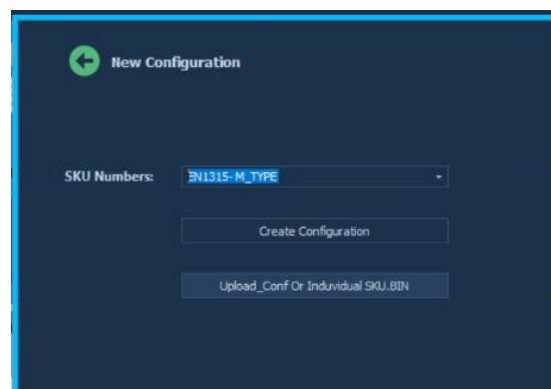 New Configuration
SKU Numbers: EN1315- M_TYPE
Create Configuration
Upload_Conf Or Induvidual SKU.BIN